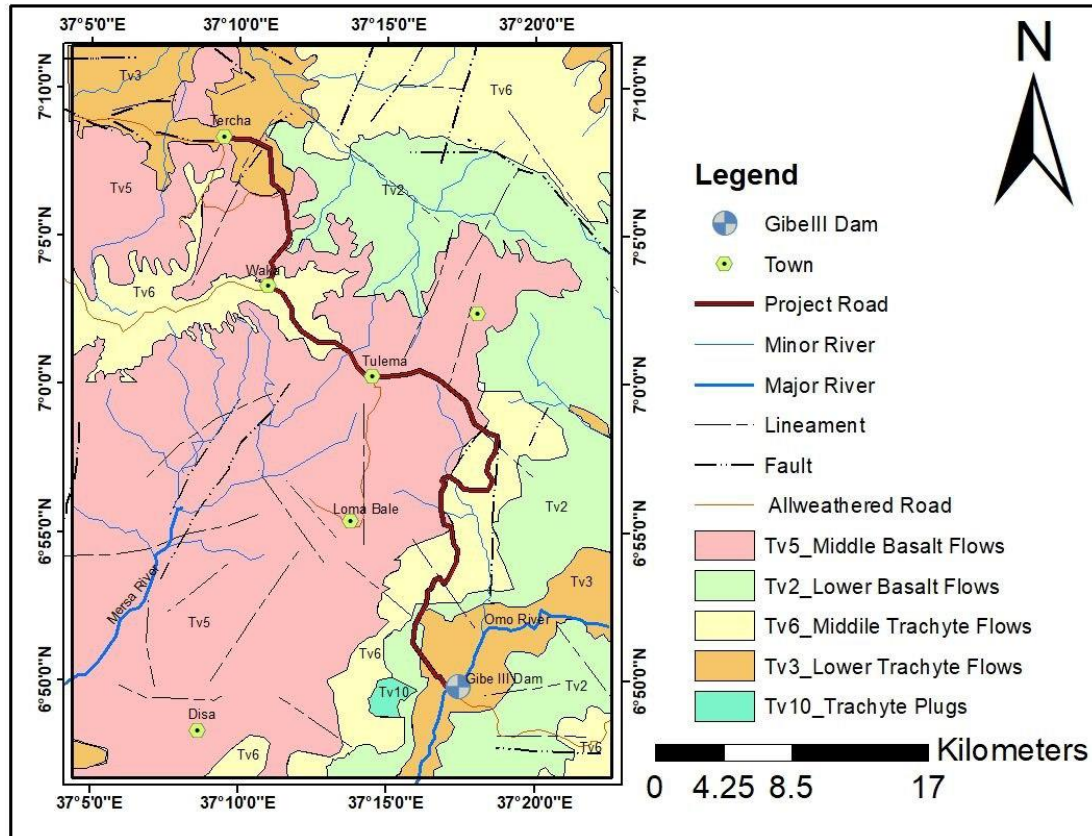 37°5'0"E
37°10'0"E
37°15'0"E
37°20'0"E
N
7°10'0"N
7°10'0"N
Tv3
Tv6
Tercha
Tv5
Tv2
7°5'0"N
7°5'0"N
Waka
Tv6
Tulema
7°0'0"N
7°0'0"N
Tv2
Loma Bale
6°55'0"N
6°55'0"N
Mersa River
Tv3
Tv5
Omo River
Tv6
Gibe III Dam
Tv10
Tv2
6°50'0"N
6°50'0"N
Disa
Tv6
Tv6
37°5'0"E
37°10'0"E
37°15'0"E
37°20'0"E
Legend
GibeIII Dam
Town
Project Road
Minor River
Major River
Lineament
Fault
Allweathered Road
Tv5_Middle Basalt Flows
Tv2_Lower Basalt Flows
Tv6_Middile Trachyte Flows
Tv3_Lower Trachyte Flows
Tv10_Trachyte Plugs
Kilometers
0 4.25 8.5 17